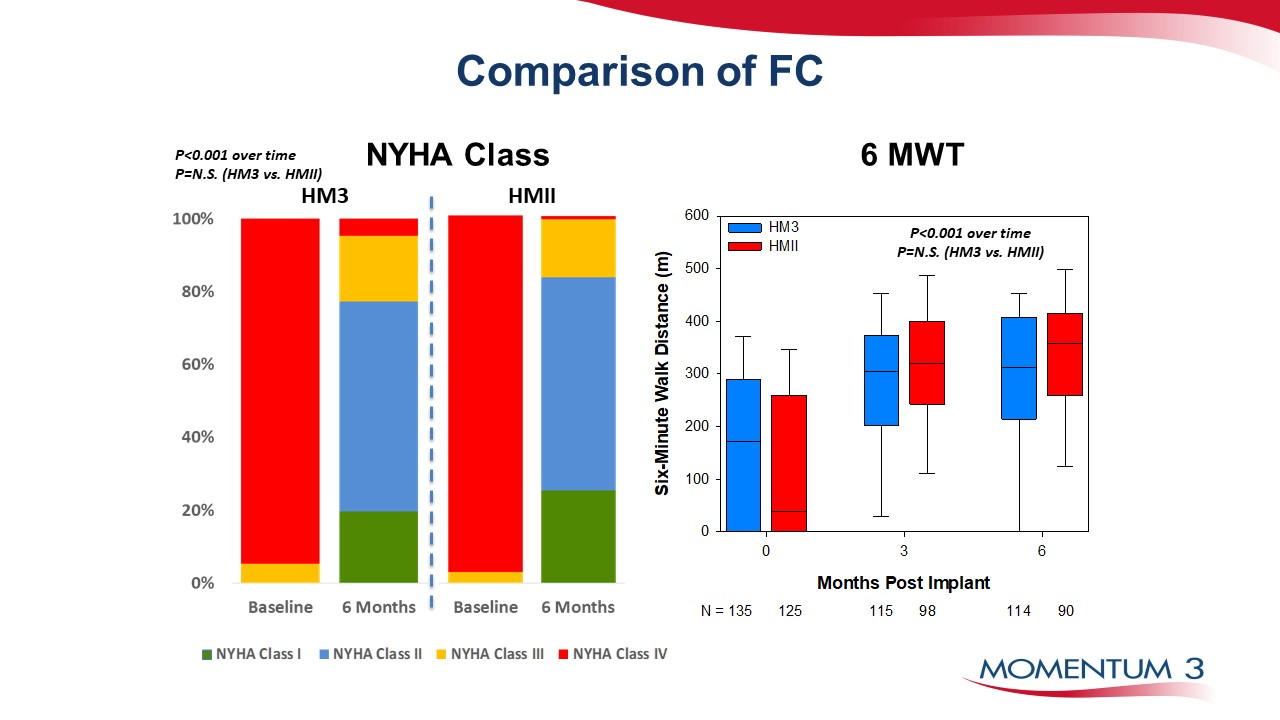 Comparison of FC
P<0.001 over time
P=N.S. (HM3 vs. HMII)
NYHA Class
HM3
HMII
100%
80%
60%
40%
20%
0%
Baseline
6 Months
Baseline
6 Months
NYHA Class I
NYHA Class II
NYHA Class III
NYHA Class IV
6 MWT
HM3
HMII
P<0.001 over time
P=N.S. (HM3 vs. HMII)
Six-Minute Walk Distance (m)
600
500
400
300
200
100
0
0
3
6
Months Post Implant
N = 135 125 115 98 114 90
MOMENTUM 3